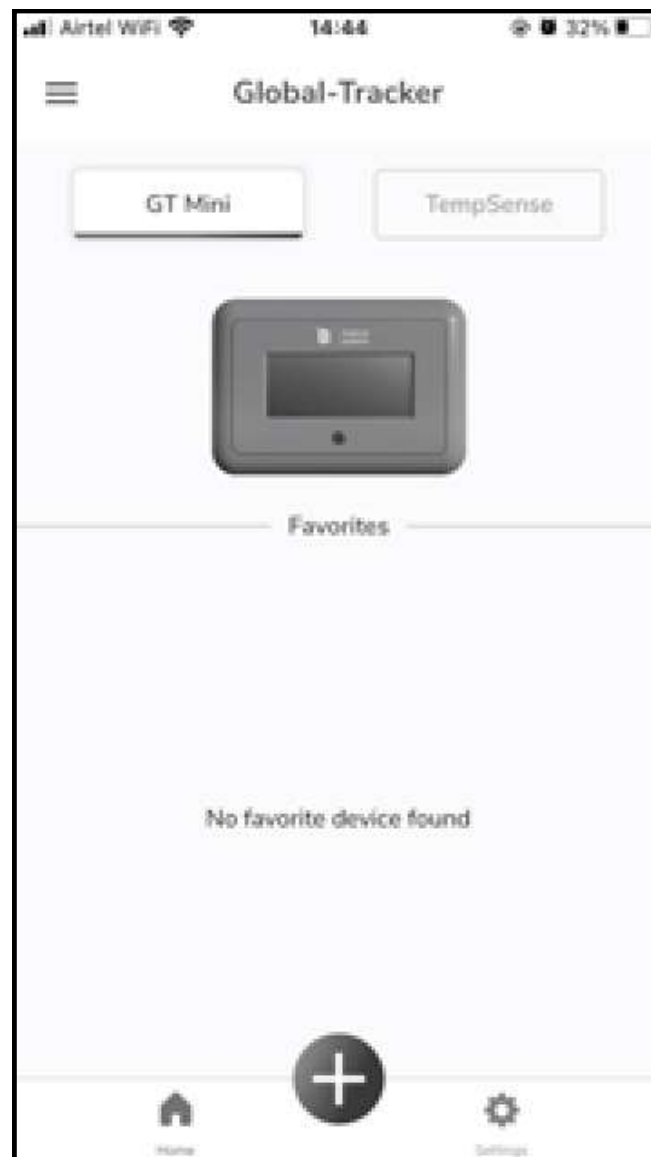 Airtel WiFi 14:44 32%
Global-Tracker
GT Mini TempSense
Favorites
No favorite device found
Home Settings